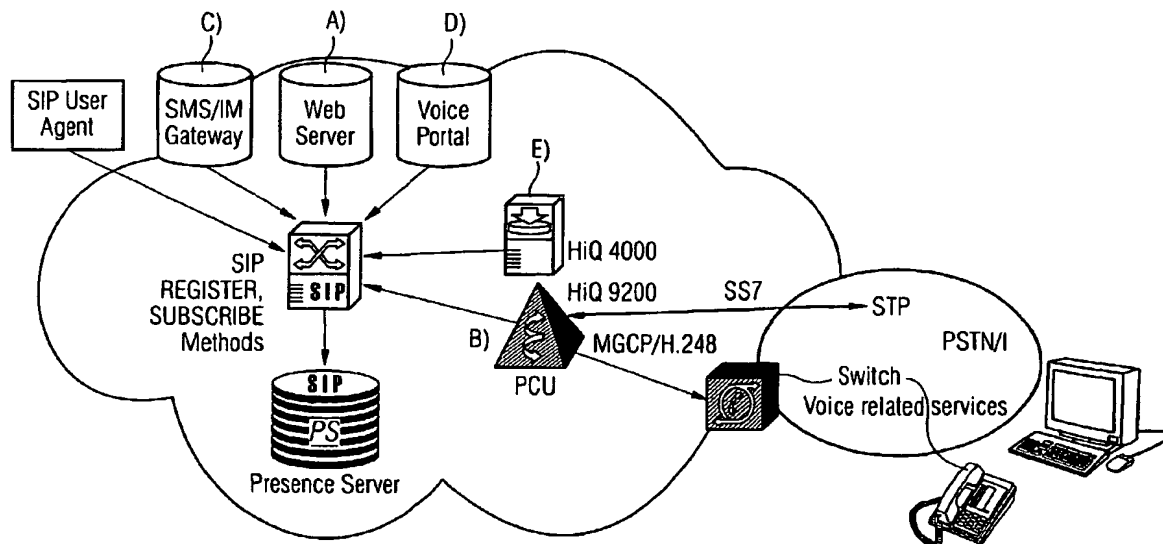 C)
A)
D)
SIP User
Agent
SMS/IM
Gateway
Web
Server
Voice
Portal
E)
HiQ 4000
SIP
REGISTER,
SUBSCRIBE
Methods
SIP
HiQ 9200
SS7
STP
B)
MGCP/H.248
PSTN/I
PCU
Switch
Voice related services
SIP
PS
Presence Server